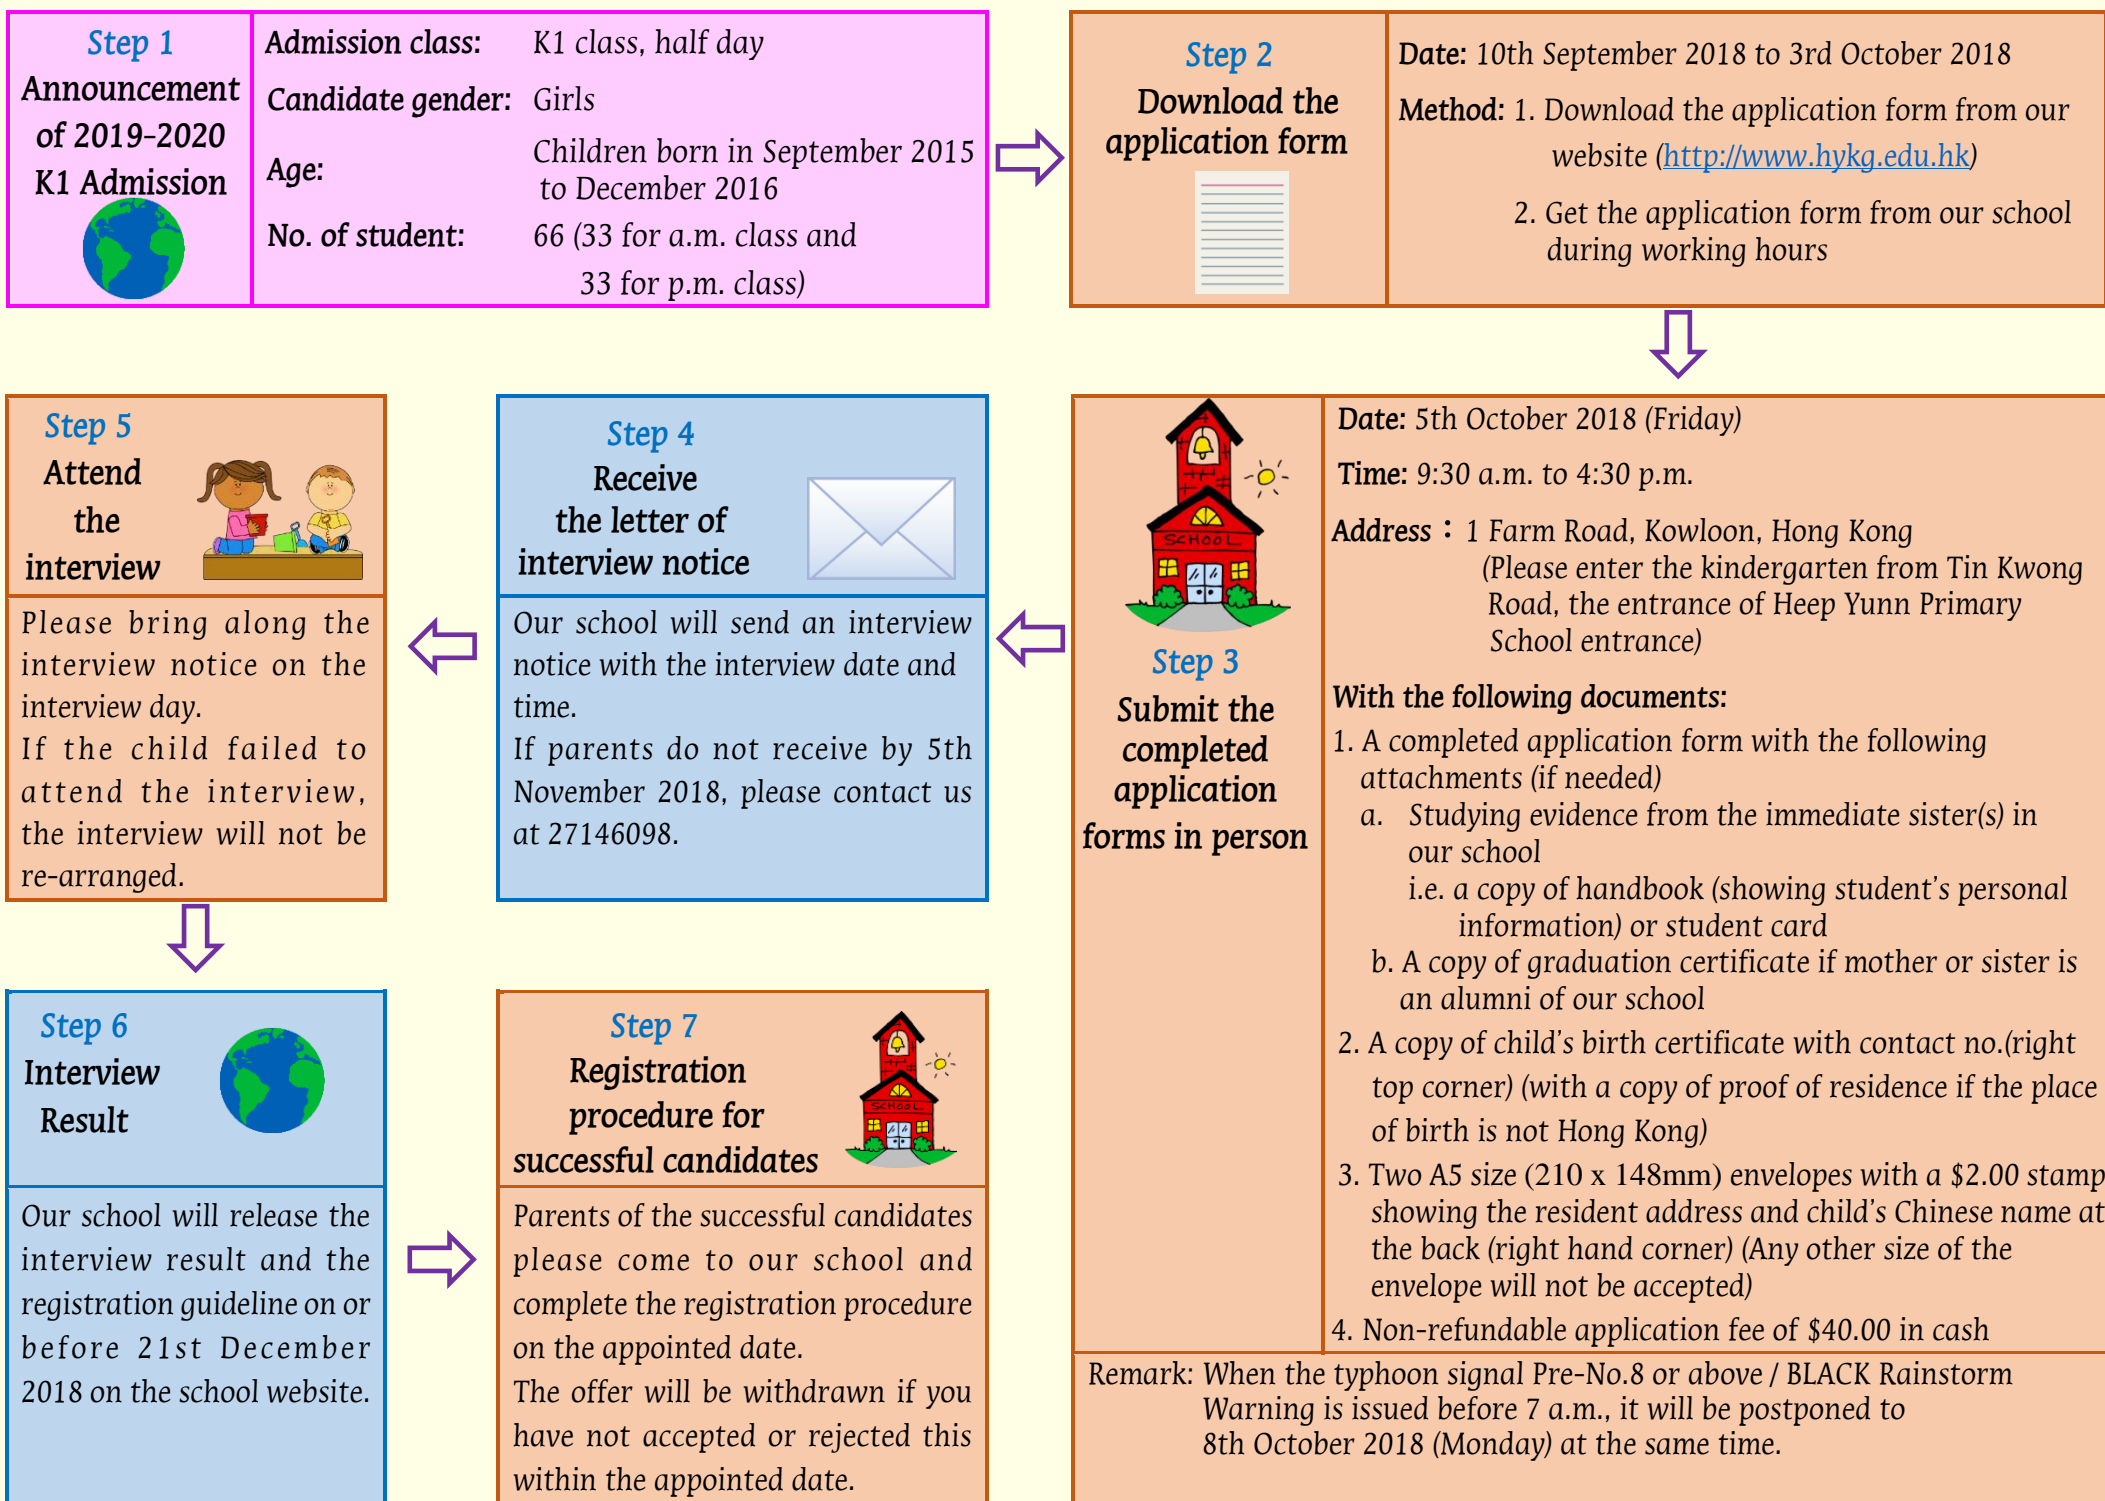 Step 1
Announcement
of 2019-2020
K1 Admission
Admission class: K1 class, half day
Candidate gender: Girls
Age: Children born in September 2015
to December 2016
No. of student: 66 (33 for a.m. class and
33 for p.m. class)
Step 2
Download the
application form
Date: 10th September 2018 to 3rd October 2018
Method: 1. Download the application form from our
website (http://www.hykg.edu.hk)
2. Get the application form from our school
during working hours
SCHOOL
Step 3
Submit the
completed
application
forms in person
Date: 5th October 2018 (Friday)
Time: 9:30 a.m. to 4:30 p.m.
Address：1 Farm Road, Kowloon, Hong Kong
(Please enter the kindergarten from Tin Kwong
Road, the entrance of Heep Yunn Primary
School entrance)
With the following documents:
1. A completed application form with the following
attachments (if needed)
a. Studying evidence from the immediate sister(s) in
our school
i.e. a copy of handbook (showing student's personal
information) or student card
b. A copy of graduation certificate if mother or sister is
an alumni of our school
2. A copy of child's birth certificate with contact no.(right
top corner) (with a copy of proof of residence if the place
of birth is not Hong Kong)
3. Two A5 size (210 x 148mm) envelopes with a $2.00 stamp
showing the resident address and child's Chinese name at
the back (right hand corner) (Any other size of the
envelope will not be accepted)
4. Non-refundable application fee of $40.00 in cash
Remark: When the typhoon signal Pre-No.8 or above / BLACK Rainstorm
Warning is issued before 7 a.m., it will be postponed to
8th October 2018 (Monday) at the same time.
Step 4
Receive
the letter of
interview notice
Our school will send an interview
notice with the interview date and
time.
If parents do not receive by 5th
November 2018, please contact us
at 27146098.
Step 5
Attend
the
interview
Please bring along the
interview notice on the
interview day.
If the child failed to
attend the interview,
the interview will not be
re-arranged.
Step 6
Interview
Result
Our school will release the
interview result and the
registration guideline on or
before 21st December
2018 on the school website.
Step 7
Registration
procedure for
successful candidates
SCHOOL
Parents of the successful candidates
please come to our school and
complete the registration procedure
on the appointed date.
The offer will be withdrawn if you
have not accepted or rejected this
within the appointed date.